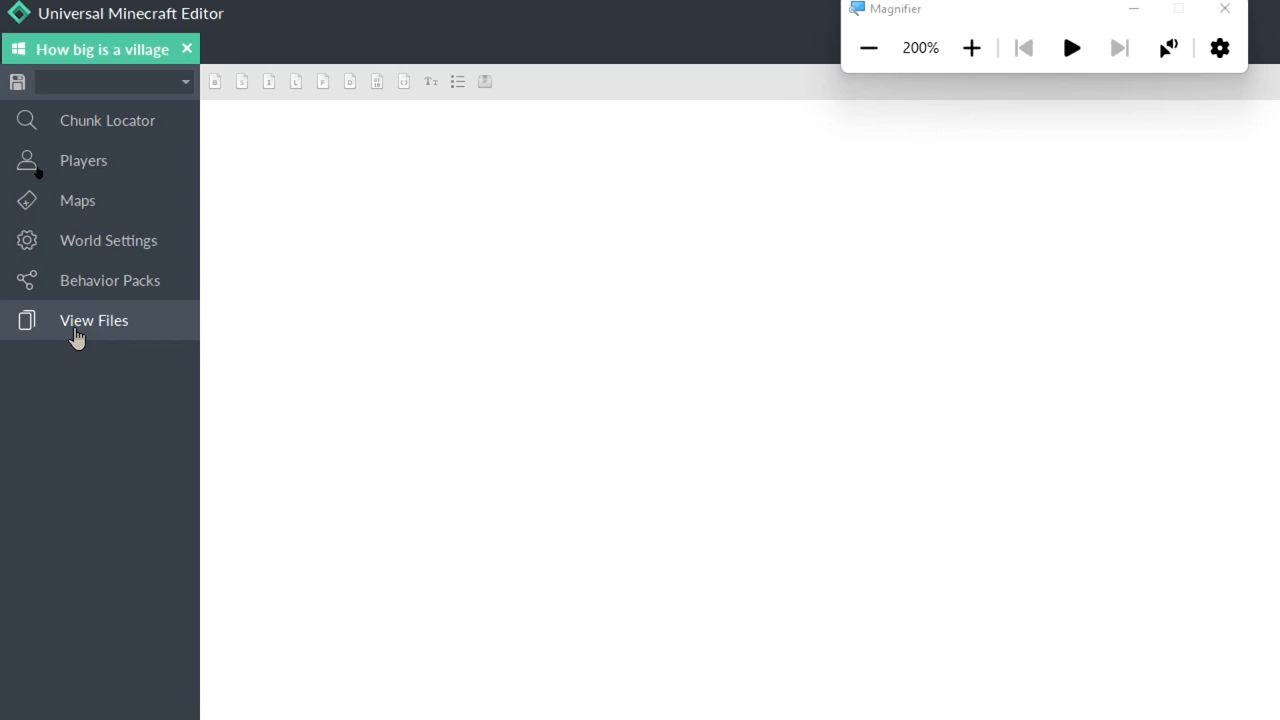 Universal Minecraft Editor
Magnifier
How big is a village
200%
B S I L F D
Tт
Chunk Locator
Players
Maps
World Settings
Behavior Packs
View Files